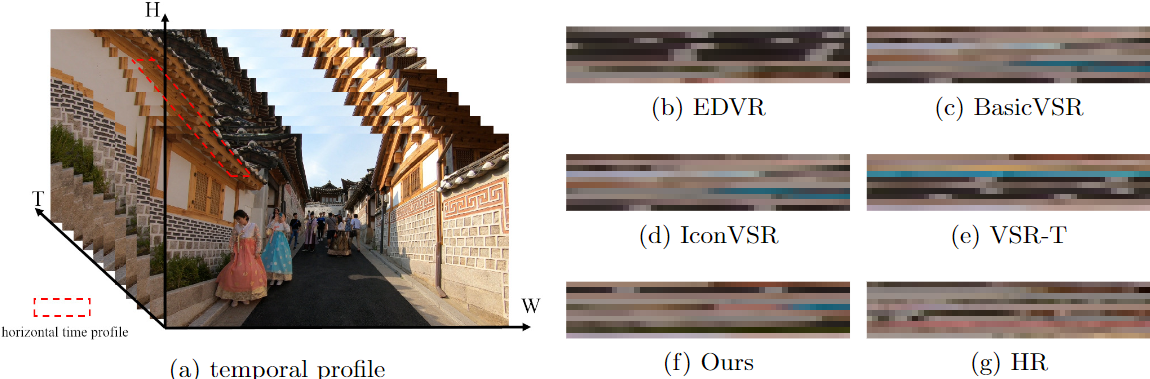 H
T
W
horizontal time profile
(a) temporal profile
(b) EDVR
(c) BasicVSR
(d) IconVSR
(e) VSR-T
(f) Ours
(g) HR